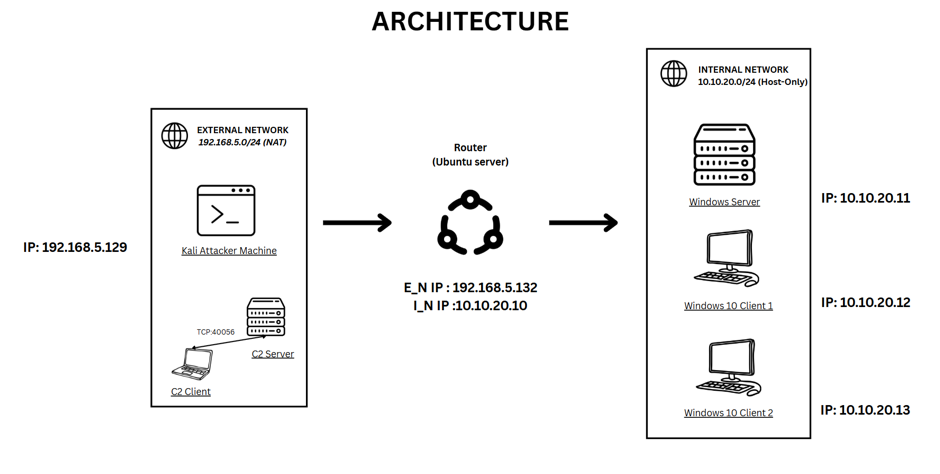 ARCHITECTURE
EXTERNAL NETWORK
192.168.5.0/24 (NAT)
Kali Attacker Machine
IP: 192.168.5.129
TCP:40056
C2 Server
C2 Client
Router
(Ubuntu server)
E_N IP : 192.168.5.132
I_N IP :10.10.20.10
INTERNAL NETWORK
10.10.20.0/24 (Host-Only)
Windows Server
IP: 10.10.20.11
Windows 10 Client 1
IP: 10.10.20.12
Windows 10 Client 2
IP: 10.10.20.13